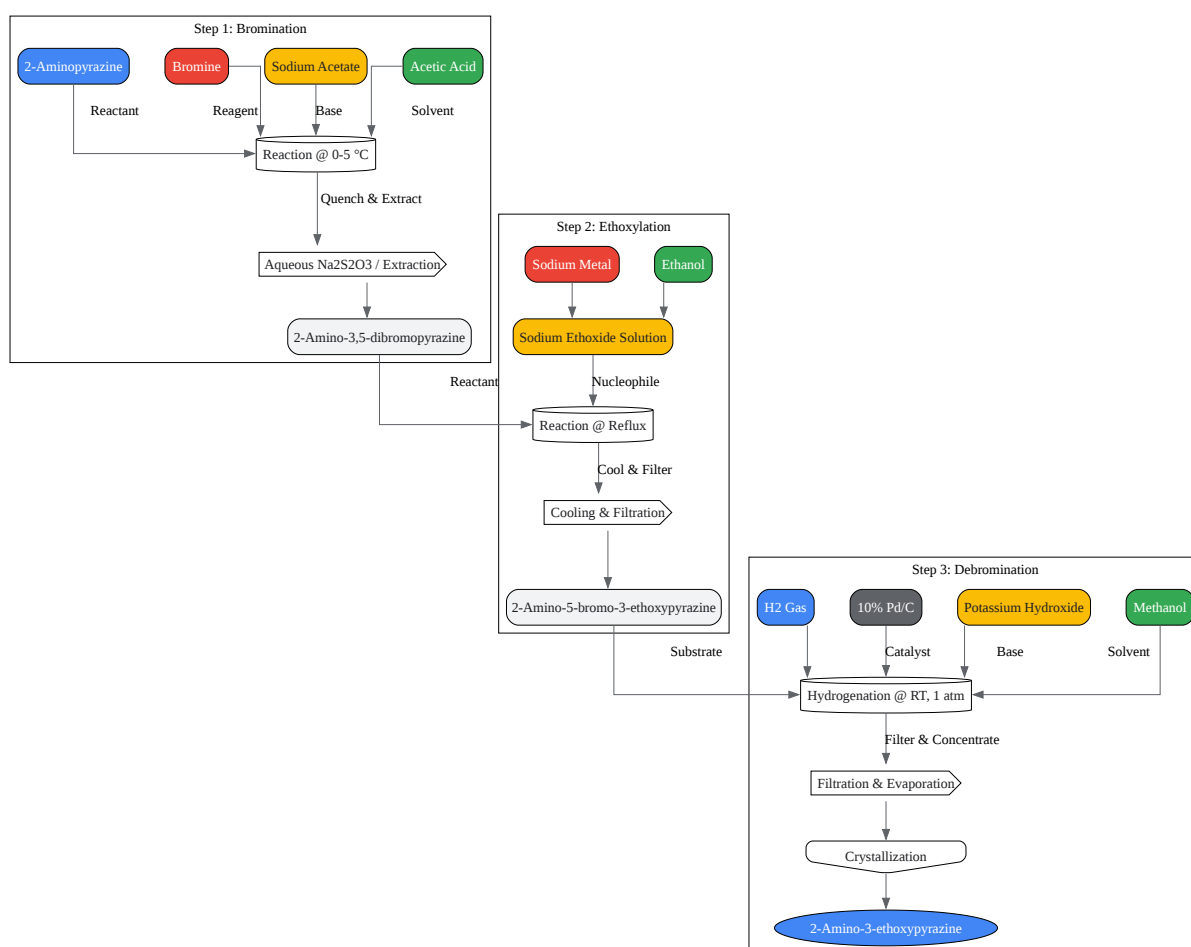 Step 1: Bromination
2-Aminopyrazine
Bromine
Sodium Acetate
Acetic Acid
Reactant
Reagent
Base
Solvent
Reaction @ 0-5 °C
Quench & Extract
Aqueous Na2S2O3 / Extraction
2-Amino-3,5-dibromopyrazine
Reactant
Step 2: Ethoxylation
Sodium Metal
Ethanol
Sodium Ethoxide Solution
Nucleophile
Reaction @ Reflux
Cool & Filter
Cooling & Filtration
2-Amino-5-bromo-3-ethoxypyrazine
Substrate
Step 3: Debromination
H2 Gas
10% Pd/C
Potassium Hydroxide
Methanol
Catalyst
Base
Solvent
Hydrogenation @ RT, 1 atm
Filter & Concentrate
Filtration & Evaporation
Crystallization
2-Amino-3-ethoxypyrazine